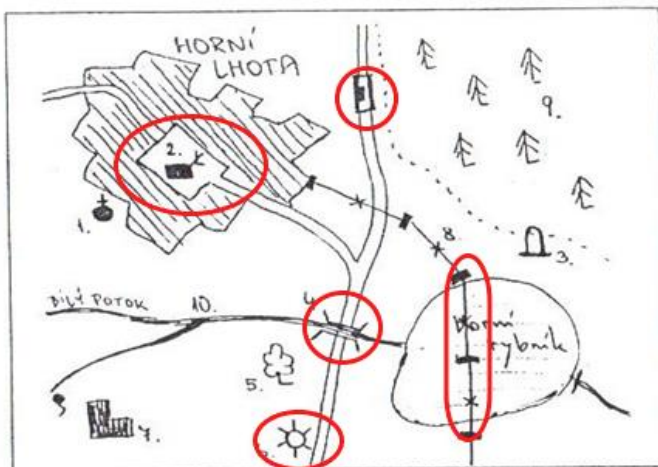 HORNÍ
LHOTA
2.
9.
1.
8.
3.
BÍLÝ POTOK
10.
4.
Horní
rybník
5.
7.